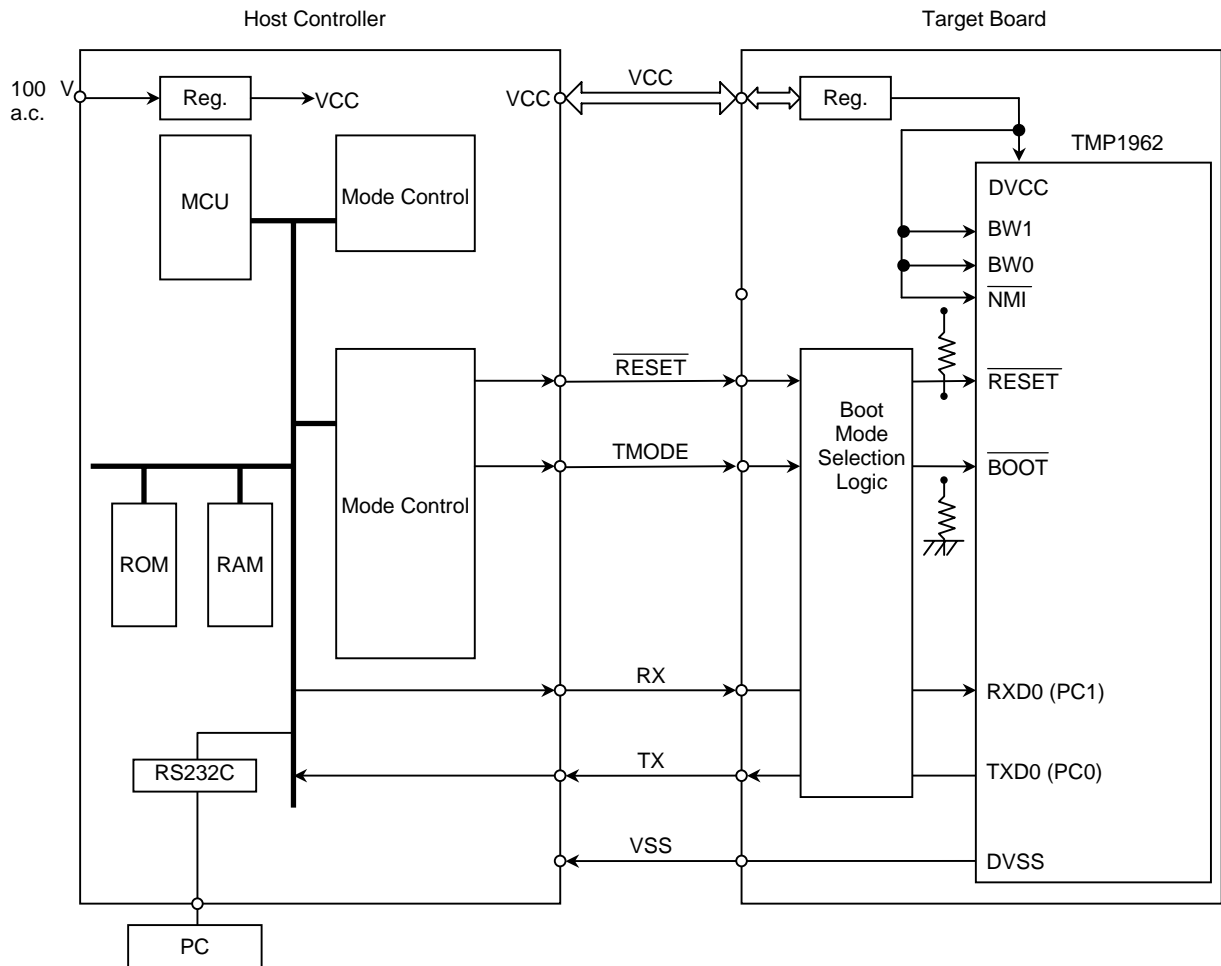 Host Controller
Target Board
100 V
a.c.
Reg.
VCC
VCC
VCC
Reg.
TMP1962
MCU
Mode Control
DVCC
BW1
BW0
NMI
RESET
RESET
Boot
Mode
Selection
Logic
TMODE
BOOT
Mode Control
ROM
RAM
RX
RXD0 (PC1)
RS232C
TX
TXD0 (PC0)
VSS
DVSS
PC